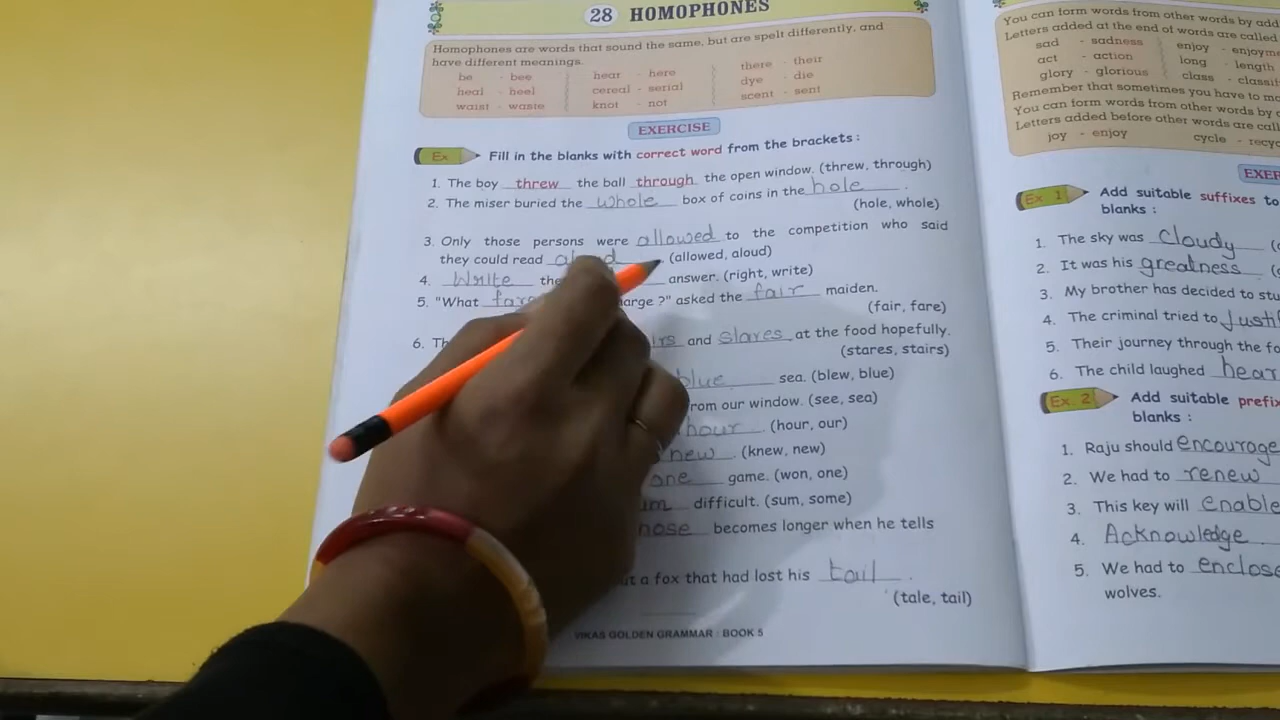 28 HOMOPHONES
Homophones are words that sound the same, but are spelt differently, and
have different meanings.
be - bee hear - here there - their
heal - heel cereal - serial dye - die
waist - waste knot - not scent - sent
EXERCISE
Ex Fill in the blanks with correct word from the brackets :
1. The boy threw the ball through the open window. (threw, through)
2. The miser buried the whole box of coins in the hole.
(hole, whole)
3. Only those persons were allowed to the competition who said
they could read (allowed, aloud)
4. Write the answer. (right, write)
5. "What ?" asked the fair maiden.
(fair, fare)
6. and stares at the food hopefully.
(stares, stairs)
blue sea. (blew, blue)
from our window. (see, sea)
hour. (hour, our)
new. (knew, new)
one game. (won, one)
difficult. (sum, some)
nose becomes longer when he tells
a fox that had lost his tail.
(tale, tail)
VIKAS GOLDEN GRAMMAR : BOOK 5
You can form words from other words by
Letters added at the end of words are called
sad - sadness enjoy -
act - action long - length
glory - glorious class -
Remember that sometimes you have to
You can form words from other words by
Letters added before other words are
joy - enjoy cycle -
Ex. 1 Add suitable suffixes to
blanks :
1. The sky was Cloudy
2. It was his greatness
3. My brother has decided to
4. The criminal tried to
5. Their journey through the
6. The child laughed
Ex. 2 Add suitable
blanks :
1. Raju should encourage
2. We had to renew
3. This key will enable
4. Acknowledge
5. We had to enclose
wolves.